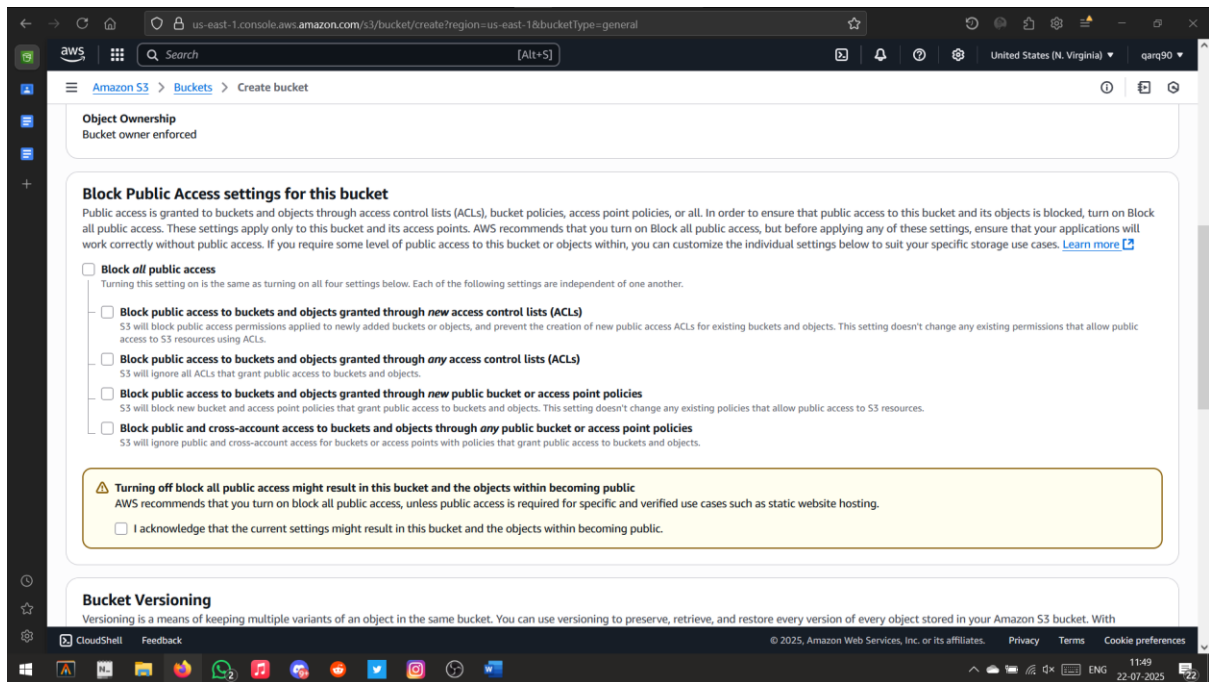 us-east-1.console.aws.amazon.com/s3/bucket/create?region=us-east-1&bucketType=general
aws
Search
[Alt+S]
United States (N. Virginia)
qarq90
Amazon S3 > Buckets > Create bucket
Object Ownership
Bucket owner enforced
Block Public Access settings for this bucket
Public access is granted to buckets and objects through access control lists (ACLs), bucket policies, access point policies, or all. In order to ensure that public access to this bucket and its objects is blocked, turn on Block
all public access. These settings apply only to this bucket and its access points. AWS recommends that you turn on Block all public access, but before applying any of these settings, ensure that your applications will
work correctly without public access. If you require some level of public access to this bucket or objects within, you can customize the individual settings below to suit your specific storage use cases. Learn more
Block all public access
Turning this setting on is the same as turning on all four settings below. Each of the following settings are independent of one another.
Block public access to buckets and objects granted through new access control lists (ACLs)
S3 will block public access permissions applied to newly added buckets or objects, and prevent the creation of new public access ACLs for existing buckets and objects. This setting doesn't change any existing permissions that allow public
access to S3 resources using ACLs.
Block public access to buckets and objects granted through any access control lists (ACLs)
S3 will ignore all ACLs that grant public access to buckets and objects.
Block public access to buckets and objects granted through new public bucket or access point policies
S3 will block new bucket and access point policies that grant public access to buckets and objects. This setting doesn't change any existing policies that allow public access to S3 resources.
Block public and cross-account access to buckets and objects through any public bucket or access point policies
S3 will ignore public and cross-account access for buckets or access points with policies that grant public access to buckets and objects.
Turning off block all public access might result in this bucket and the objects within becoming public
AWS recommends that you turn on block all public access, unless public access is required for specific and verified use cases such as static website hosting.
I acknowledge that the current settings might result in this bucket and the objects within becoming public.
Bucket Versioning
Versioning is a means of keeping multiple variants of an object in the same bucket. You can use versioning to preserve, retrieve, and restore every version of every object stored in your Amazon S3 bucket. With
CloudShell
Feedback
© 2025, Amazon Web Services, Inc. or its affiliates.
Privacy
Terms
Cookie preferences
ENG
11:49
22-07-2025
22